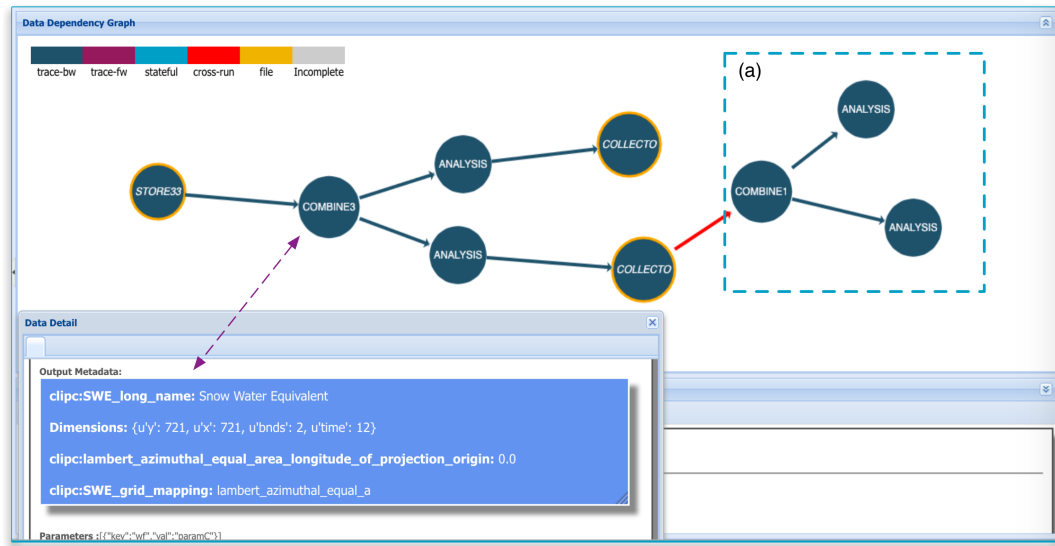 Data Dependency Graph
trace-bw trace-fw stateful cross-run file Incomplete
(a)
ANALYSIS
COLLECTO
ANALYSIS
STORE33
COMBINE3
COMBINE1
ANALYSIS
ANALYSIS
COLLECTO
Data Detail
Output Metadata:
clipc:SWE_long_name: Snow Water Equivalent
Dimensions: {u'y': 721, u'x': 721, u'bnds': 2, u'time': 12}
clipc:lambert_azimuthal_equal_area_longitude_of_projection_origin: 0.0
clipc:SWE_grid_mapping: lambert_azimuthal_equal_a
Parameters :[{"key":"wf","val":"paramC"}]